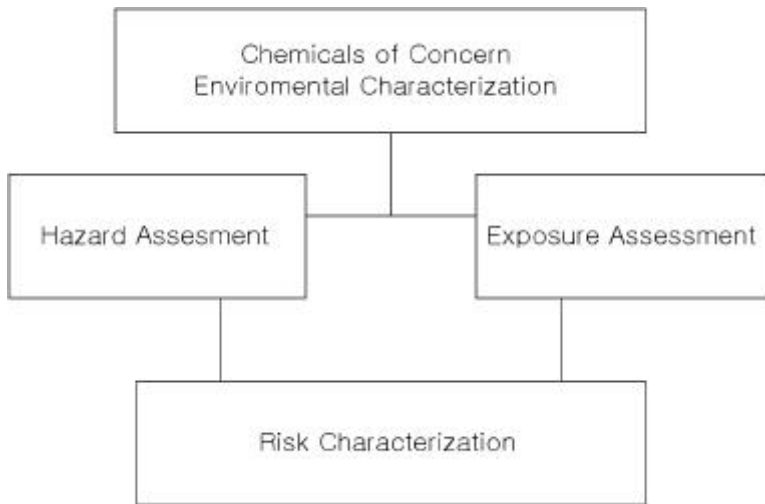 Chemicals of Concern
Enviromental Characterization
Hazard Assesment
Exposure Assessment
Risk Characterization